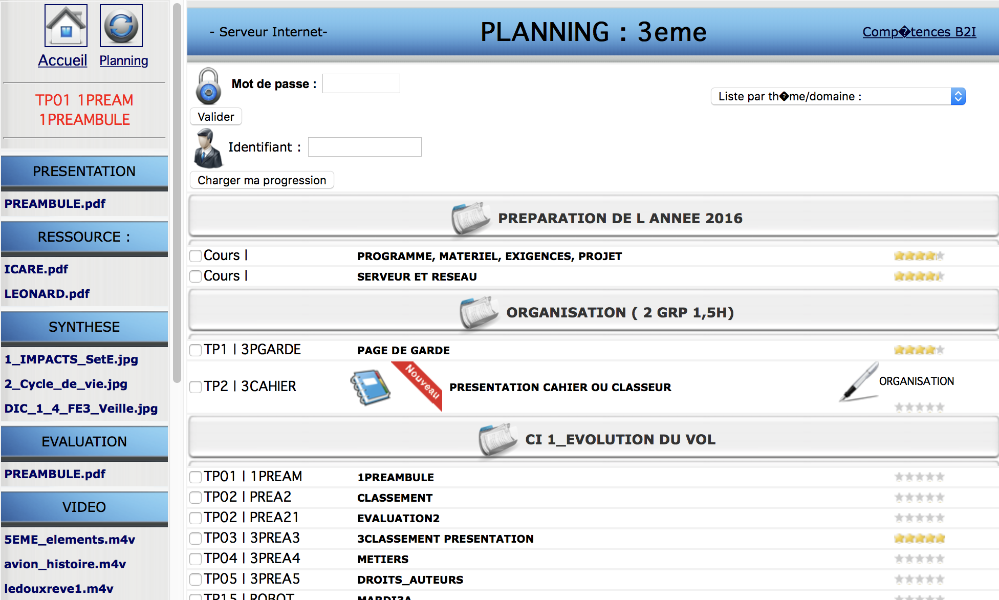 Accueil
Planning
TP01 1PREAM
1PREAMBULE
PRESENTATION
PREAMBULE.pdf
RESSOURCE :
ICARE.pdf
LEONARD.pdf
SYNTHESE
1_IMPACTS_SetE.jpg
2_Cycle_de_vie.jpg
DIC_1_4_FE3_Veille.jpg
EVALUATION
PREAMBULE.pdf
VIDEO
5EME_elements.m4v
avion_histoire.m4v
ledouxreve1.m4v
- Serveur Internet-
PLANNING : 3eme
Comp�tences B2I
Mot de passe :
Liste par th�me/domaine :
Valider
Identifiant :
Charger ma progression
PREPARATION DE L ANNEE 2016
Cours | PROGRAMME, MATERIEL, EXIGENCES, PROJET
Cours | SERVEUR ET RESEAU
ORGANISATION ( 2 GRP 1,5H)
TP1 | 3PGARDE PAGE DE GARDE
TP2 | 3CAHIER Nouveau PRESENTATION CAHIER OU CLASSEUR ORGANISATION
CI 1_EVOLUTION DU VOL
TP01 | 1PREAM 1PREAMBULE
TP02 | PREA2 CLASSEMENT
TP02 | PREA21 EVALUATION2
TP03 | 3PREA3 3CLASSEMENT PRESENTATION
TP04 | 3PREA4 METIERS
TP05 | 3PREA5 DROITS_AUTEURS
TP15 | ROBOT MARDI3A